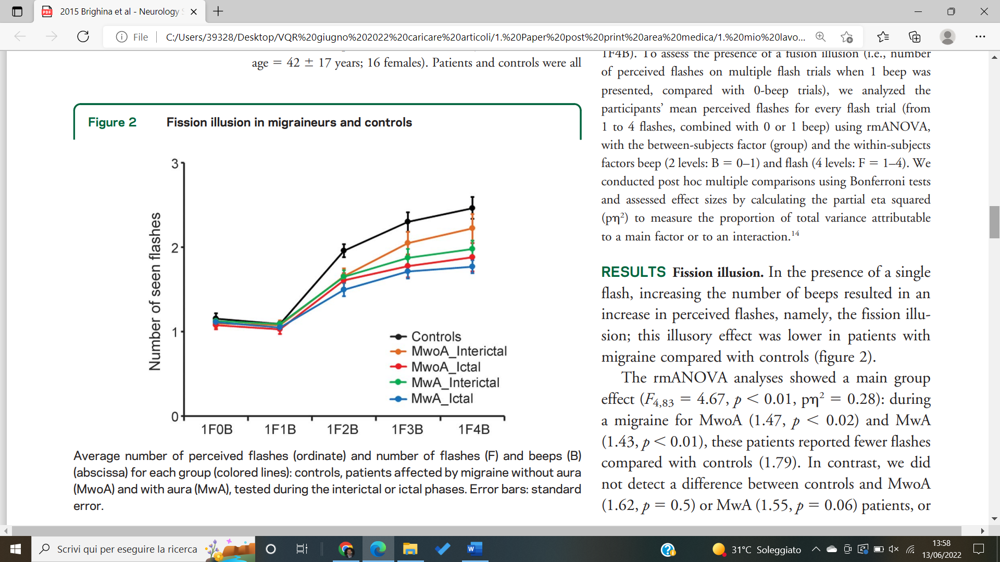 2015 Brighina et al - Neurology S
File
C:/Users/39328/Desktop/VQR%20giugno%202022%20caricare%20articoli/1.%20Paper%20post%20print%20area%20medica/1.%20mio%20lavo...
age = 42 ± 17 years; 16 females). Patients and controls were all
Figure 2 Fission illusion in migraineurs and controls
3
2
1
0
Number of seen flashes
Controls
MwoA_Interictal
MwoA_Ictal
MwA_Interictal
MwA_Ictal
1F0B 1F1B 1F2B 1F3B 1F4B
Average number of perceived flashes (ordinate) and number of flashes (F) and beeps (B)
(abscissa) for each group (colored lines): controls, patients affected by migraine without aura
(MwoA) and with aura (MwA), tested during the interictal or ictal phases. Error bars: standard
error.
1F4B). To assess the presence of a fusion illusion (i.e., number
of perceived flashes on multiple flash trials when 1 beep was
presented, compared with 0-beep trials), we analyzed the
participants’ mean perceived flashes for every flash trial (from
1 to 4 flashes, combined with 0 or 1 beep) using rmANOVA,
with the between-subjects factor (group) and the within-subjects
factors beep (2 levels: B = 0–1) and flash (4 levels: F = 1–4). We
conducted post hoc multiple comparisons using Bonferroni tests
and assessed effect sizes by calculating the partial eta squared
(pη²) to measure the proportion of total variance attributable
to a main factor or to an interaction.¹⁴
RESULTS Fission illusion. In the presence of a single
flash, increasing the number of beeps resulted in an
increase in perceived flashes, namely, the fission illu-
sion; this illusory effect was lower in patients with
migraine compared with controls (figure 2).
The rmANOVA analyses showed a main group
effect (F4,83 = 4.67, p < 0.01, pη² = 0.28): during
a migraine for MwoA (1.47, p < 0.02) and MwA
(1.43, p < 0.01), these patients reported fewer flashes
compared with controls (1.79). In contrast, we did
not detect a difference between controls and MwoA
(1.62, p = 0.5) or MwA (1.55, p = 0.06) patients, or
Scrivi qui per eseguire la ricerca
31°C Soleggiato
13:58
13/06/2022